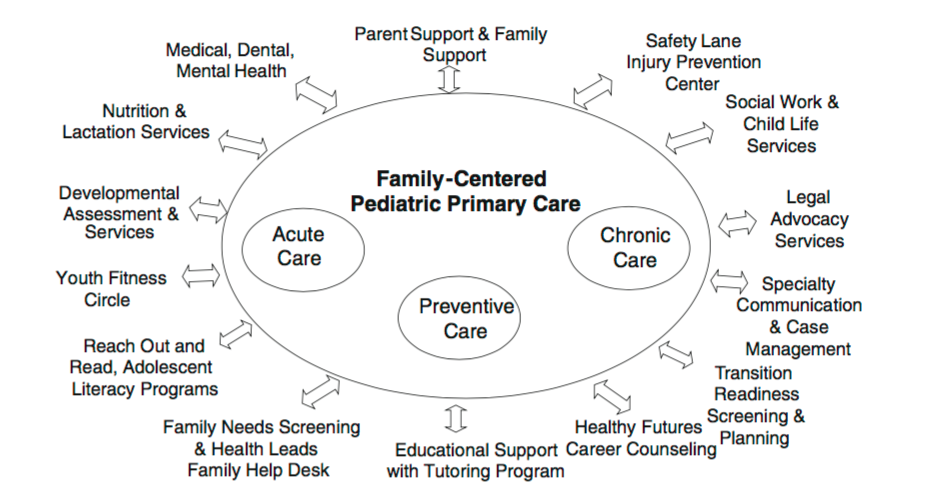 Parent Support & Family
Support
Safety Lane
Injury Prevention
Center
Social Work &
Child Life
Services
Legal
Advocacy
Services
Specialty
Communication
& Case
Management
Transition
Readiness
Screening &
Planning
Healthy Futures
Career Counseling
Educational Support
with Tutoring Program
Family Needs Screening
& Health Leads
Family Help Desk
Reach Out and
Read, Adolescent
Literacy Programs
Youth Fitness
Circle
Developmental
Assessment &
Services
Nutrition &
Lactation Services
Medical, Dental,
Mental Health
Family-Centered
Pediatric Primary Care
Acute
Care
Preventive
Care
Chronic
Care